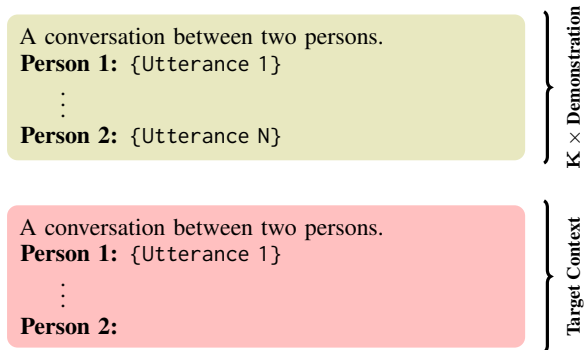 A conversation between two persons.
Person 1: {Utterance 1}
⋮
Person 2: {Utterance N}
K × Demonstration
A conversation between two persons.
Person 1: {Utterance 1}
⋮
Person 2:
Target Context